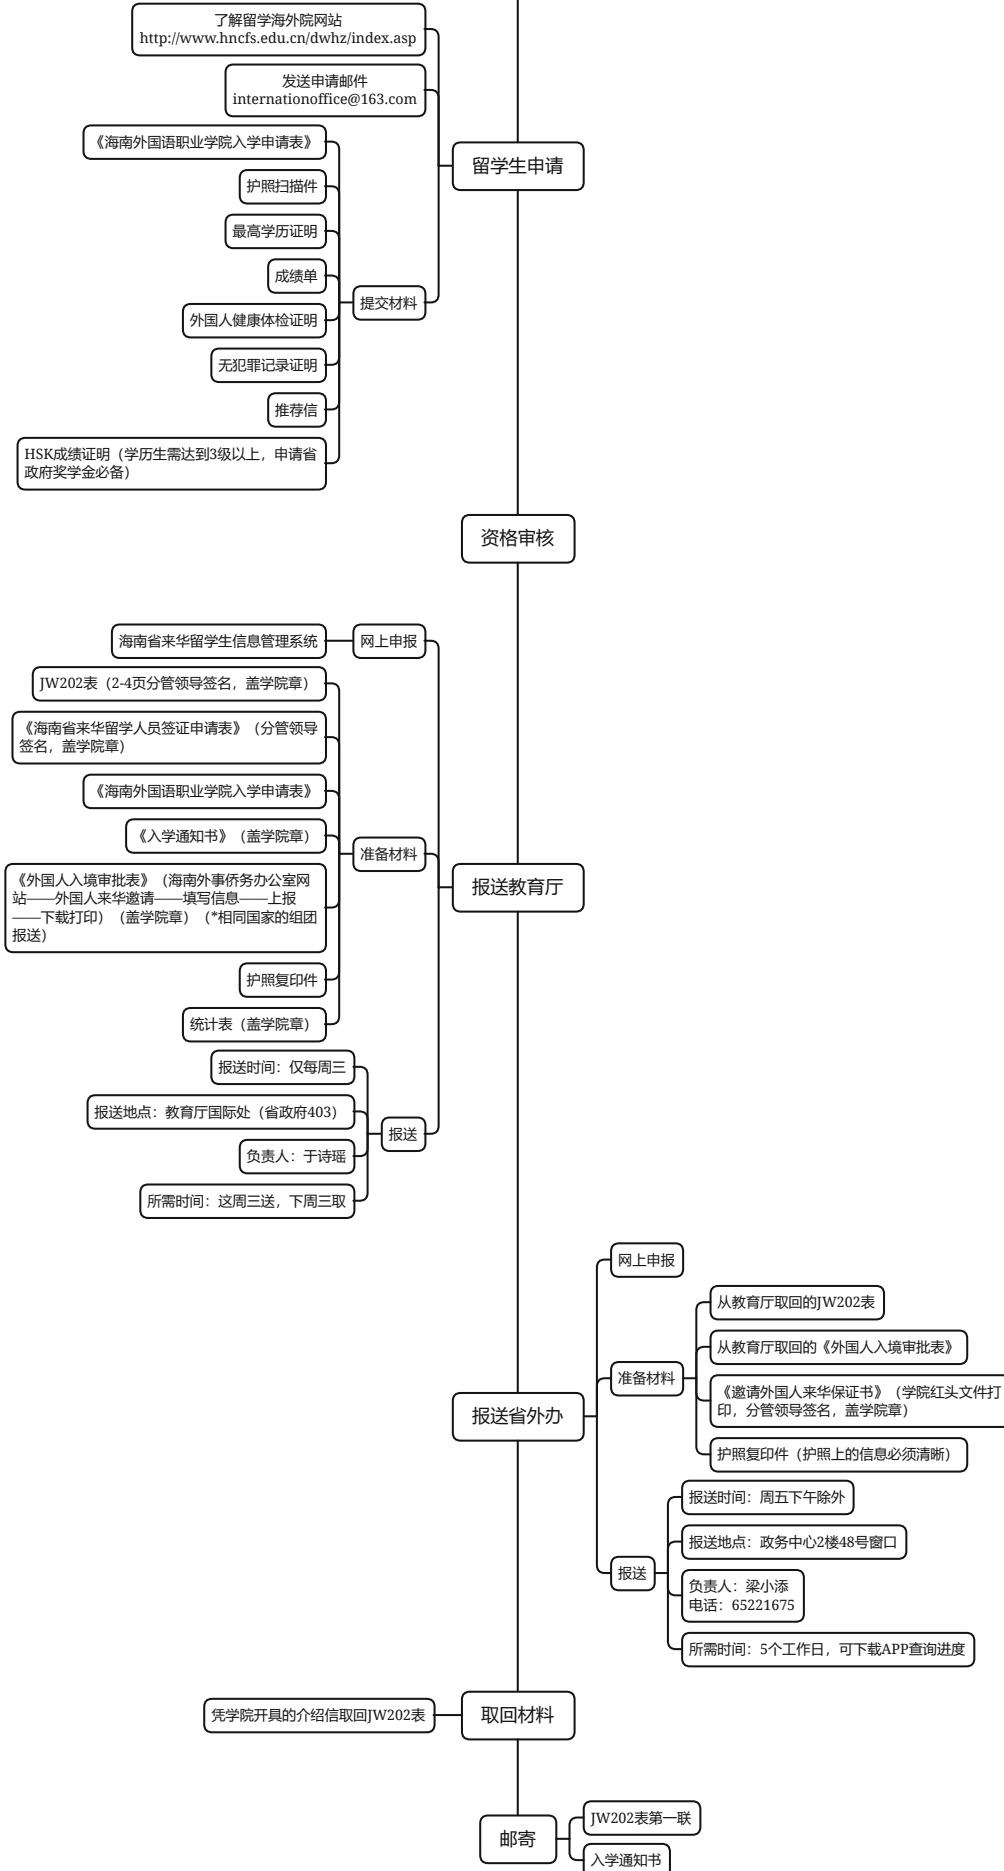 了解留学海外院网站
http://www.hncfs.edu.cn/dwhz/index.asp
发送申请邮件
internationoffice@163.com
《海南外国语职业学院入学申请表》
留学生申请
护照扫描件
最高学历证明
成绩单
提交材料
外国人健康体检证明
无犯罪记录证明
推荐信
HSK成绩证明（学历生需达到3级以上，申请省
政府奖学金必备）
资格审核
海南省来华留学生信息管理系统
网上申报
JW202表（2-4页分管领导签名，盖学院章）
《海南省来华留学人员签证申请表》（分管领导
签名，盖学院章）
《海南外国语职业学院入学申请表》
《入学通知书》（盖学院章）
准备材料
报送教育厅
《外国人入境审批表》（海南外事侨务办公室网
站——外国人来华邀请——填写信息——上报
——下载打印）（盖学院章）（*相同国家的组团
报送）
护照复印件
统计表（盖学院章）
报送时间：仅每周三
报送地点：教育厅国际处（省政府403）
报送
负责人：于诗瑶
所需时间：这周三送，下周三取
网上申报
从教育厅取回的JW202表
从教育厅取回的《外国人入境审批表》
准备材料
《邀请外国人来华保证书》（学院红头文件打
印，分管领导签名，盖学院章）
报送省外办
护照复印件（护照上的信息必须清晰）
报送时间：周五下午除外
报送地点：政务中心2楼48号窗口
报送
负责人：梁小添
电话：65221675
所需时间：5个工作日，可下载APP查询进度
凭学院开具的介绍信取回JW202表
取回材料
JW202表第一联
邮寄
入学通知书